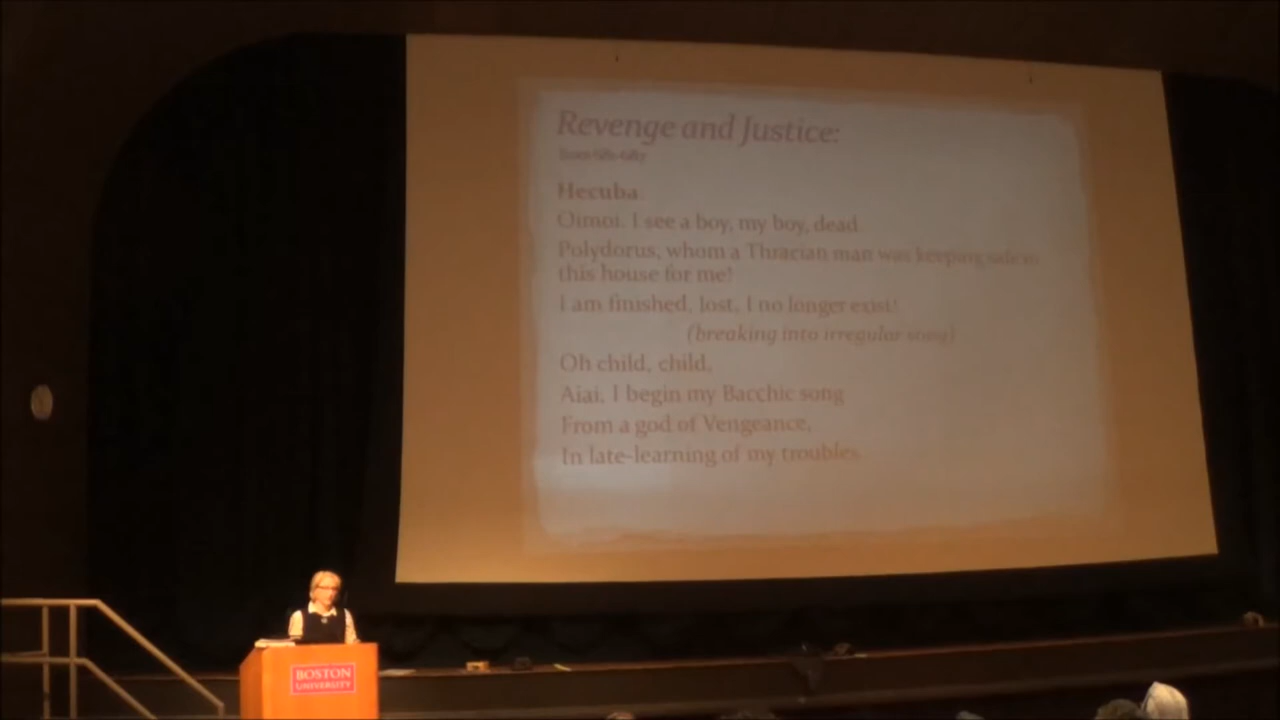 Revenge and Justice:
Hecuba
Oimoi. I see a boy, my boy, dead
Polydorus, whom a Thracian man was keeping safe in
this house for me!
I am finished, lost, I no longer exist!
(breaking into irregular song)
Oh child, child,
Aiai, I begin my Bacchic song
From a god of Vengeance,
In late-learning of my troubles.
BOSTON
UNIVERSITY